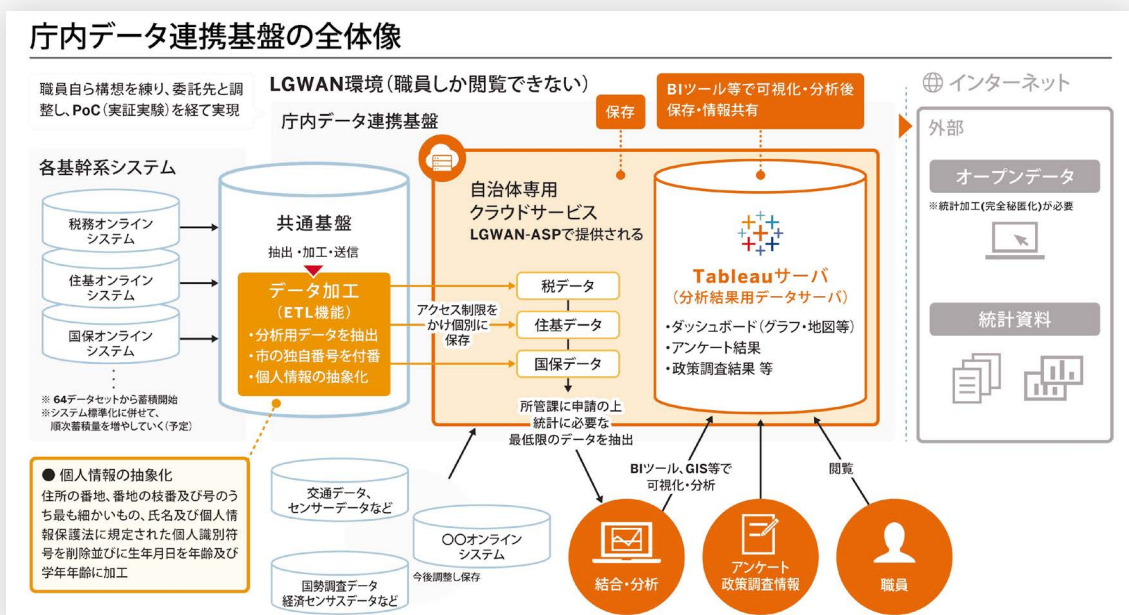 庁内データ連携基盤の全体像
職員自ら構想を練り、委託先と調
整し、PoC(実証実験)を経て実現
LGWAN環境(職員しか閲覧できない)
庁内データ連携基盤
保存
BIツール等で可視化・分析後
保存・情報共有
インターネット
外部
オープンデータ
※統計加工(完全秘匿化)が必要
統計資料
各基幹系システム
税務オンライン
システム
住基オンライン
システム
国保オンライン
システム
※ 64データセットから蓄積開始
※システム標準化に併せて、
順次蓄積量を増やしていく(予定)
共通基盤
抽出・加工・送信
データ加工
(ETL機能)
・分析用データを抽出
・市の独自番号を付番
・個人情報の抽象化
アクセス制限を
かけ個別に
保存
自治体専用
クラウドサービス
LGWAN-ASPで提供される
税データ
住基データ
国保データ
所管課に申請の上
統計に必要な
最低限のデータを抽出
Tableauサーバ
(分析結果用データサーバ)
・ダッシュボード(グラフ・地図等)
・アンケート結果
・政策調査結果 等
● 個人情報の抽象化
住所の番地、番地の枝番及び号のう
ち最も細かいもの、氏名及び個人情
報保護法に規定された個人識別符
号を削除並びに生年月日を年齢及び
学年年齢に加工
交通データ、
センサーデータなど
〇〇オンライン
システム
今後調整し保存
国勢調査データ
経済センサスデータなど
BIツール、GIS等で
可視化・分析
閲覧
結合・分析
アンケート
政策調査情報
職員